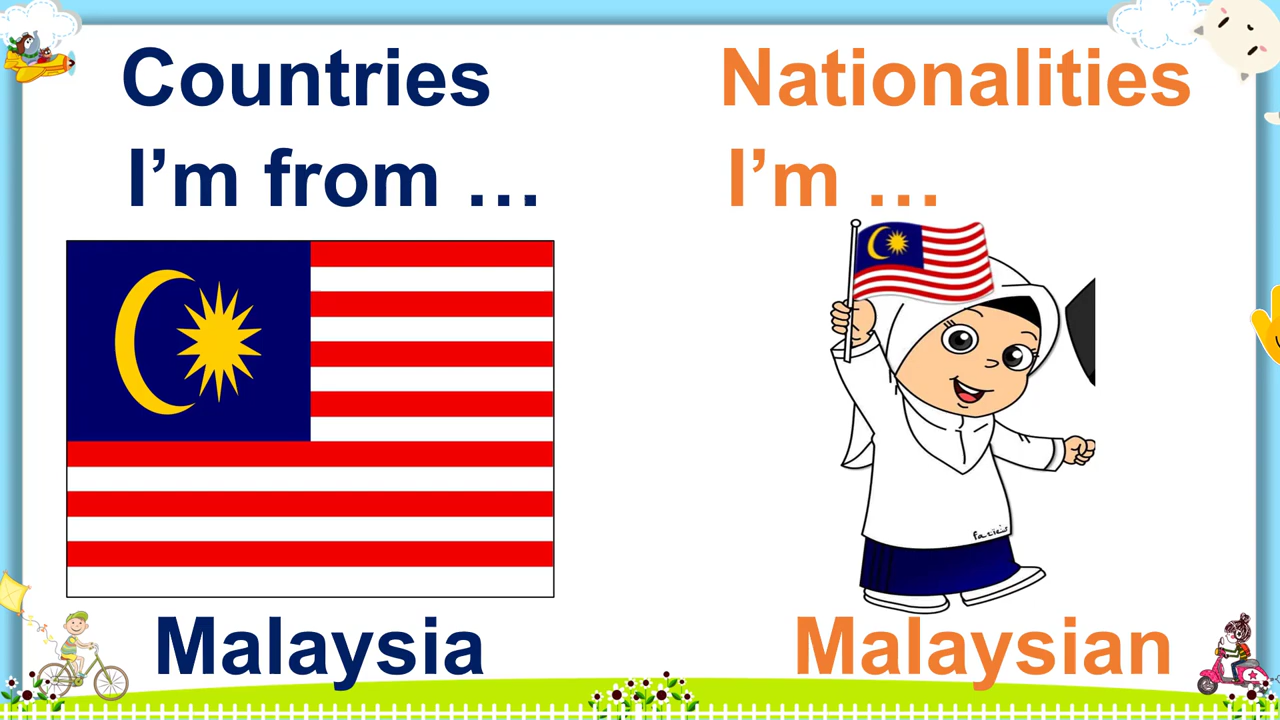 Countries
Nationalities
I’m from …
I’m …
Malaysia
Malaysian